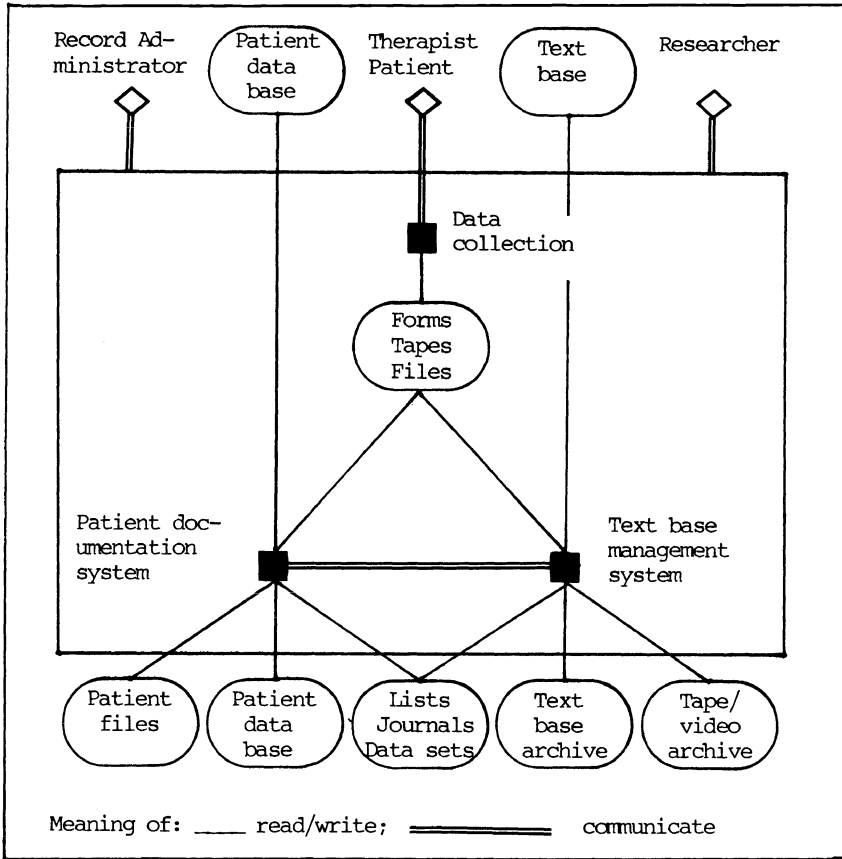 Record Ad-
ministrator
Patient
data
base
Therapist
Patient
Text
base
Researcher
Data
collection
Forms
Tapes
Files
Patient doc-
umentation
system
Text base
management
system
Patient
files
Patient
data
base
Lists
Journals
Data sets
Text
base
archive
Tape/
video
archive
Meaning of: ____ read/write; ════ communicate